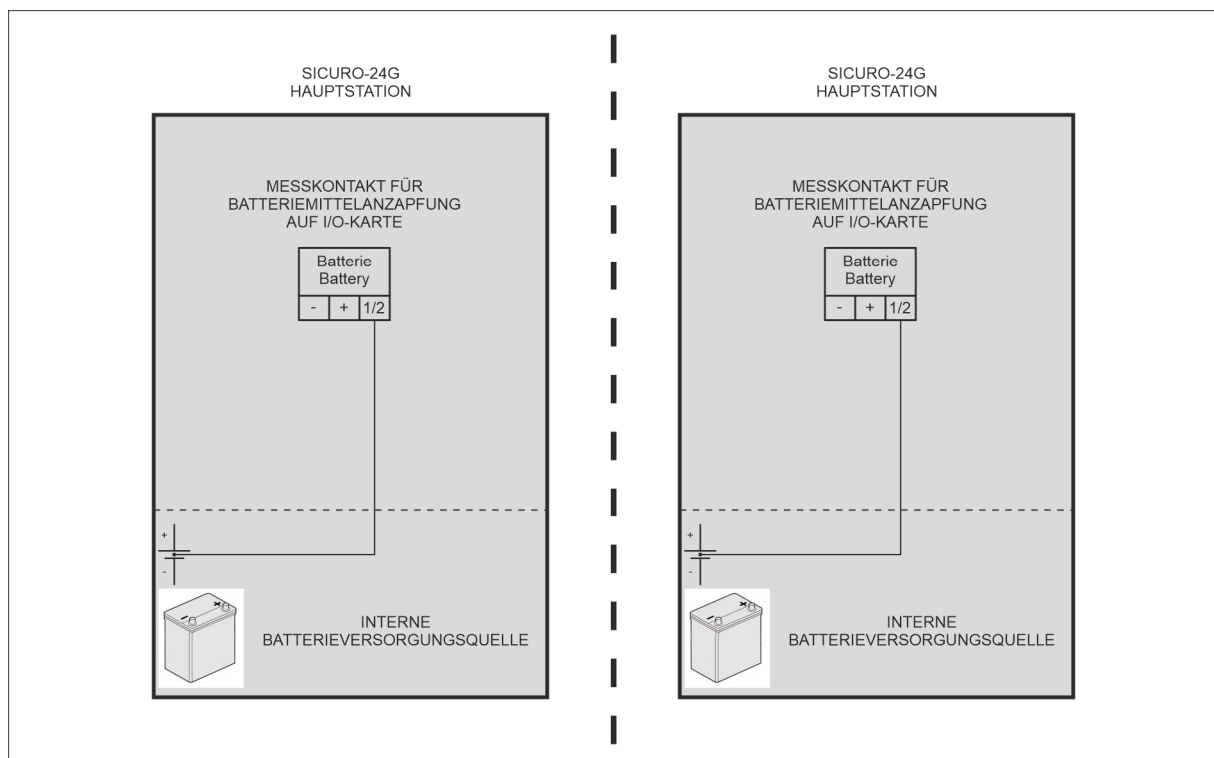 SICURO-24G
HAUPTSTATION
MESSKONTAKT FÜR
BATTERIEMITTELANZAPFUNG
AUF I/O-KARTE
Batterie
Battery
- + 1/2
+
-
INTERNE
BATTERIEVERSORGUNGSQUELLE
SICURO-24G
HAUPTSTATION
MESSKONTAKT FÜR
BATTERIEMITTELANZAPFUNG
AUF I/O-KARTE
Batterie
Battery
- + 1/2
+
-
INTERNE
BATTERIEVERSORGUNGSQUELLE